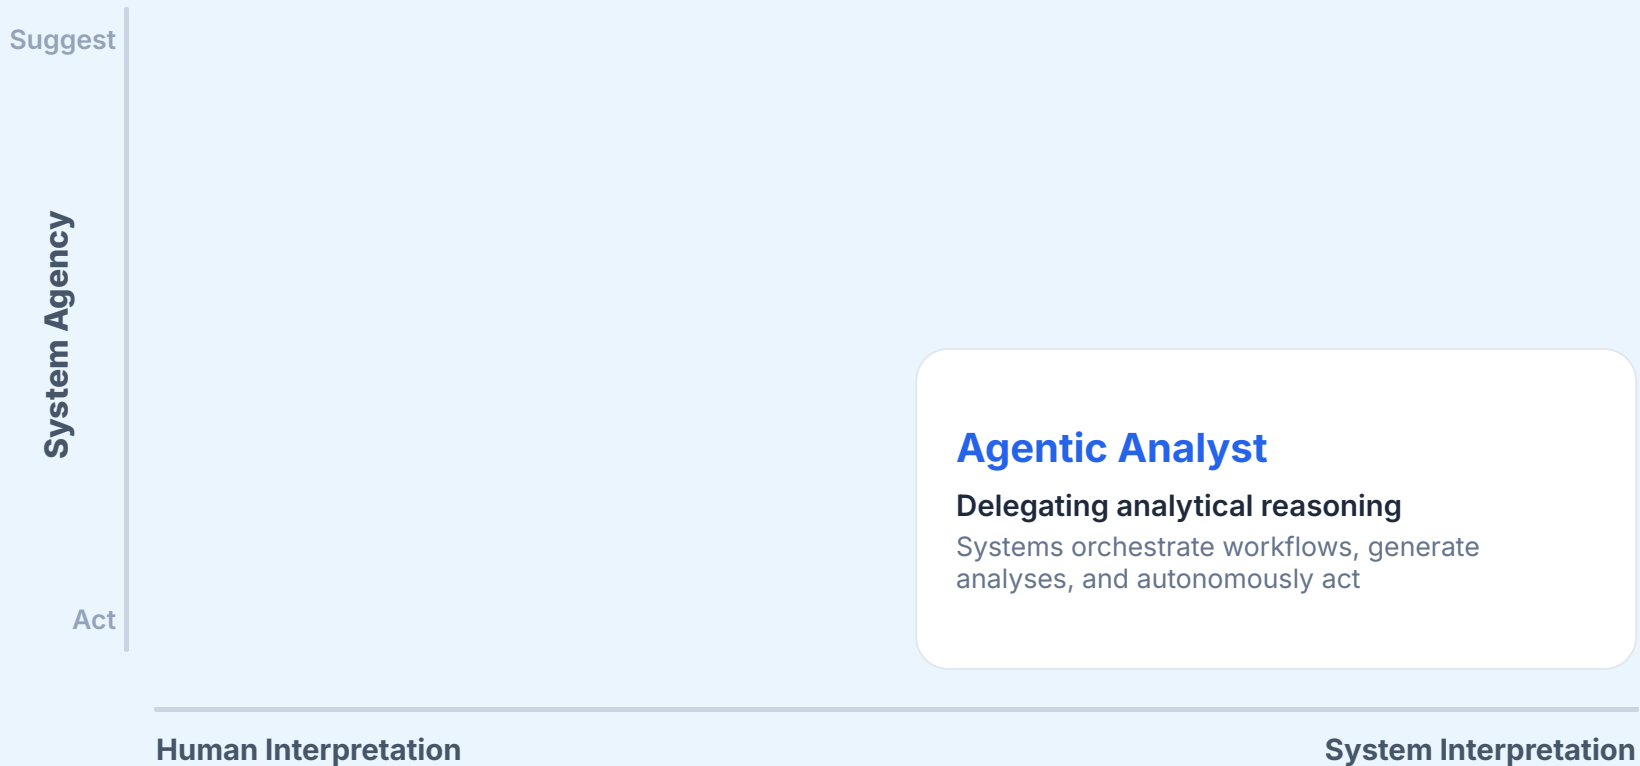 Suggest
System Agency
Agentic Analyst
Delegating analytical reasoning
Systems orchestrate workflows, generate
analyses, and autonomously act
Act
Human Interpretation
System Interpretation